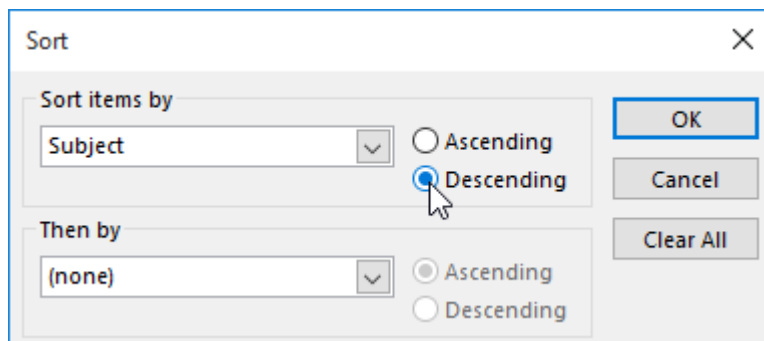 Sort
Sort items by
Subject
Ascending
Descending
OK
Cancel
Clear All
Then by
(none)
Ascending
Descending